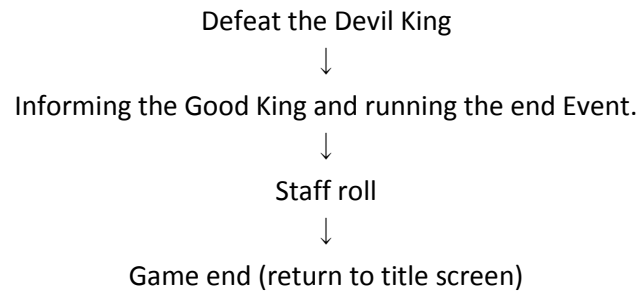 Defeat the Devil King
↓
Informing the Good King and running the end Event.
↓
Staff roll
↓
Game end (return to title screen)